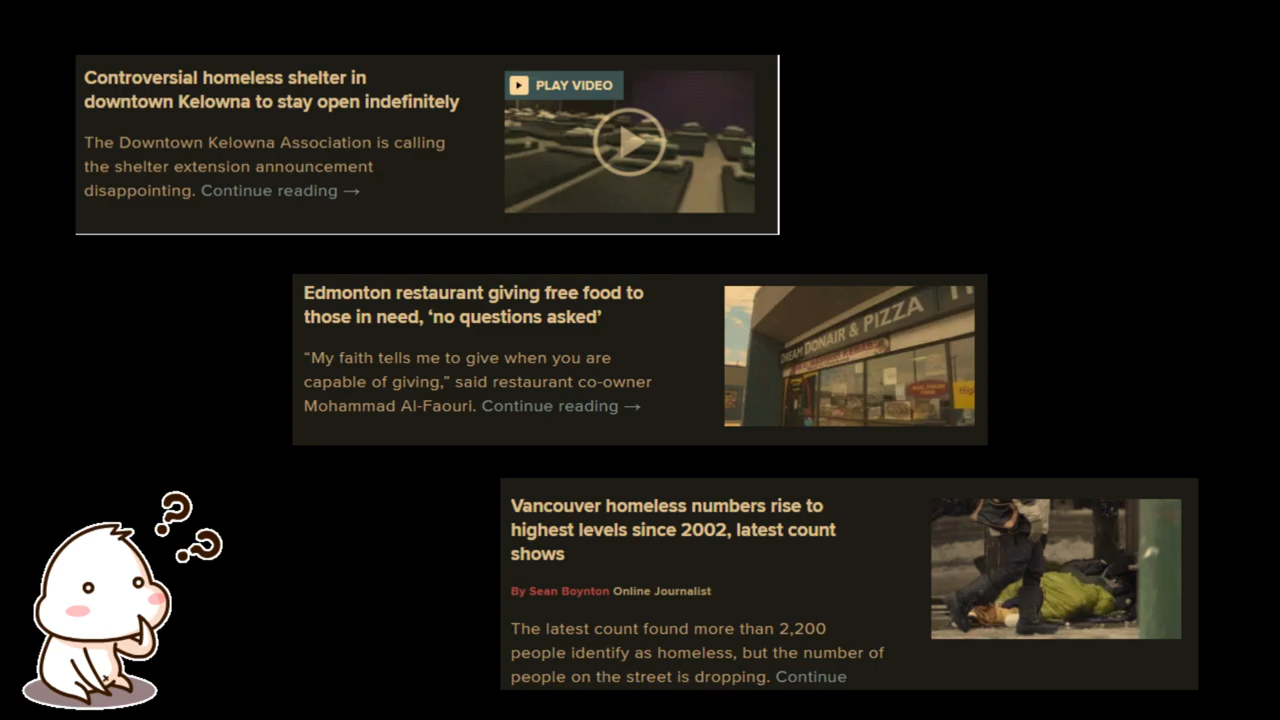 Controversial homeless shelter in
downtown Kelowna to stay open indefinitely
The Downtown Kelowna Association is calling
the shelter extension announcement
disappointing. Continue reading →
PLAY VIDEO
Edmonton restaurant giving free food to
those in need, ‘no questions asked’
“My faith tells me to give when you are
capable of giving,” said restaurant co-owner
Mohammad Al-Faouri. Continue reading →
DREAM DONAIR & PIZZA
Vancouver homeless numbers rise to
highest levels since 2002, latest count
shows
By Sean Boynton Online Journalist
The latest count found more than 2,200
people identify as homeless, but the number of
people on the street is dropping. Continue
? ?